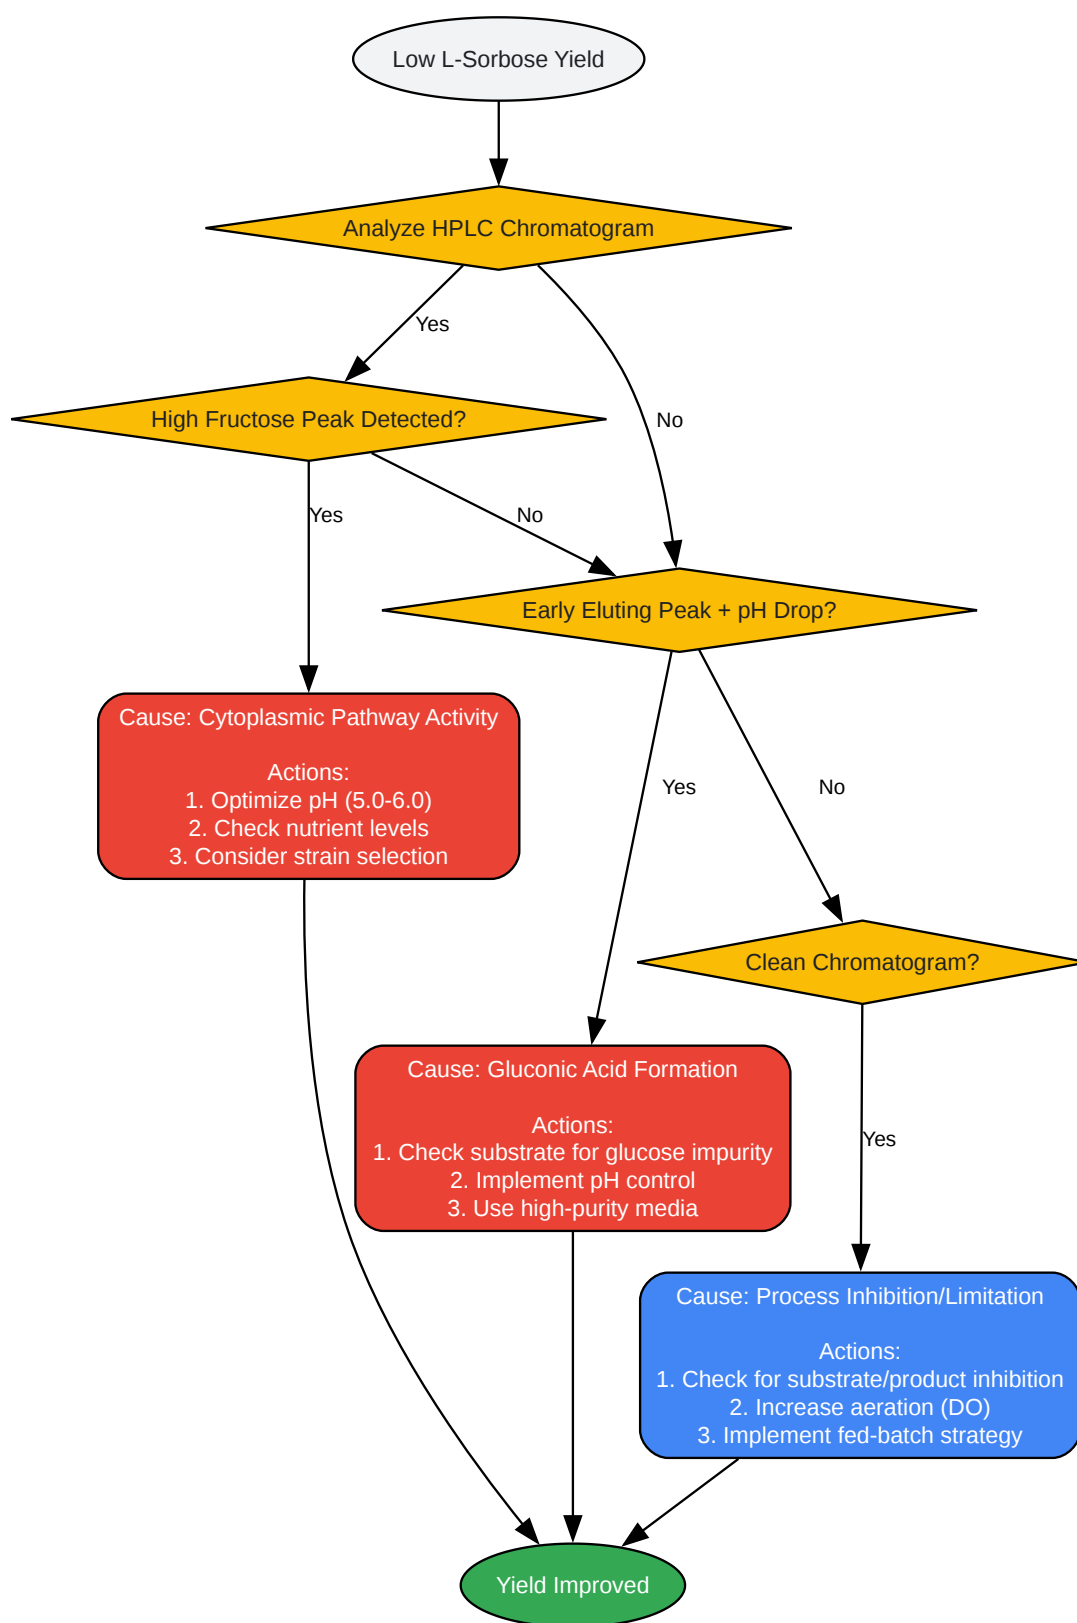 Low L-Sorbose Yield
Analyze HPLC Chromatogram
Yes
High Fructose Peak Detected?
No
Yes
No
Early Eluting Peak + pH Drop?
Cause: Cytoplasmic Pathway Activity
Actions:
1. Optimize pH (5.0-6.0)
2. Check nutrient levels
3. Consider strain selection
Yes
No
Clean Chromatogram?
Cause: Gluconic Acid Formation
Actions:
1. Check substrate for glucose impurity
2. Implement pH control
3. Use high-purity media
Yes
Cause: Process Inhibition/Limitation
Actions:
1. Check for substrate/product inhibition
2. Increase aeration (DO)
3. Implement fed-batch strategy
Yield Improved